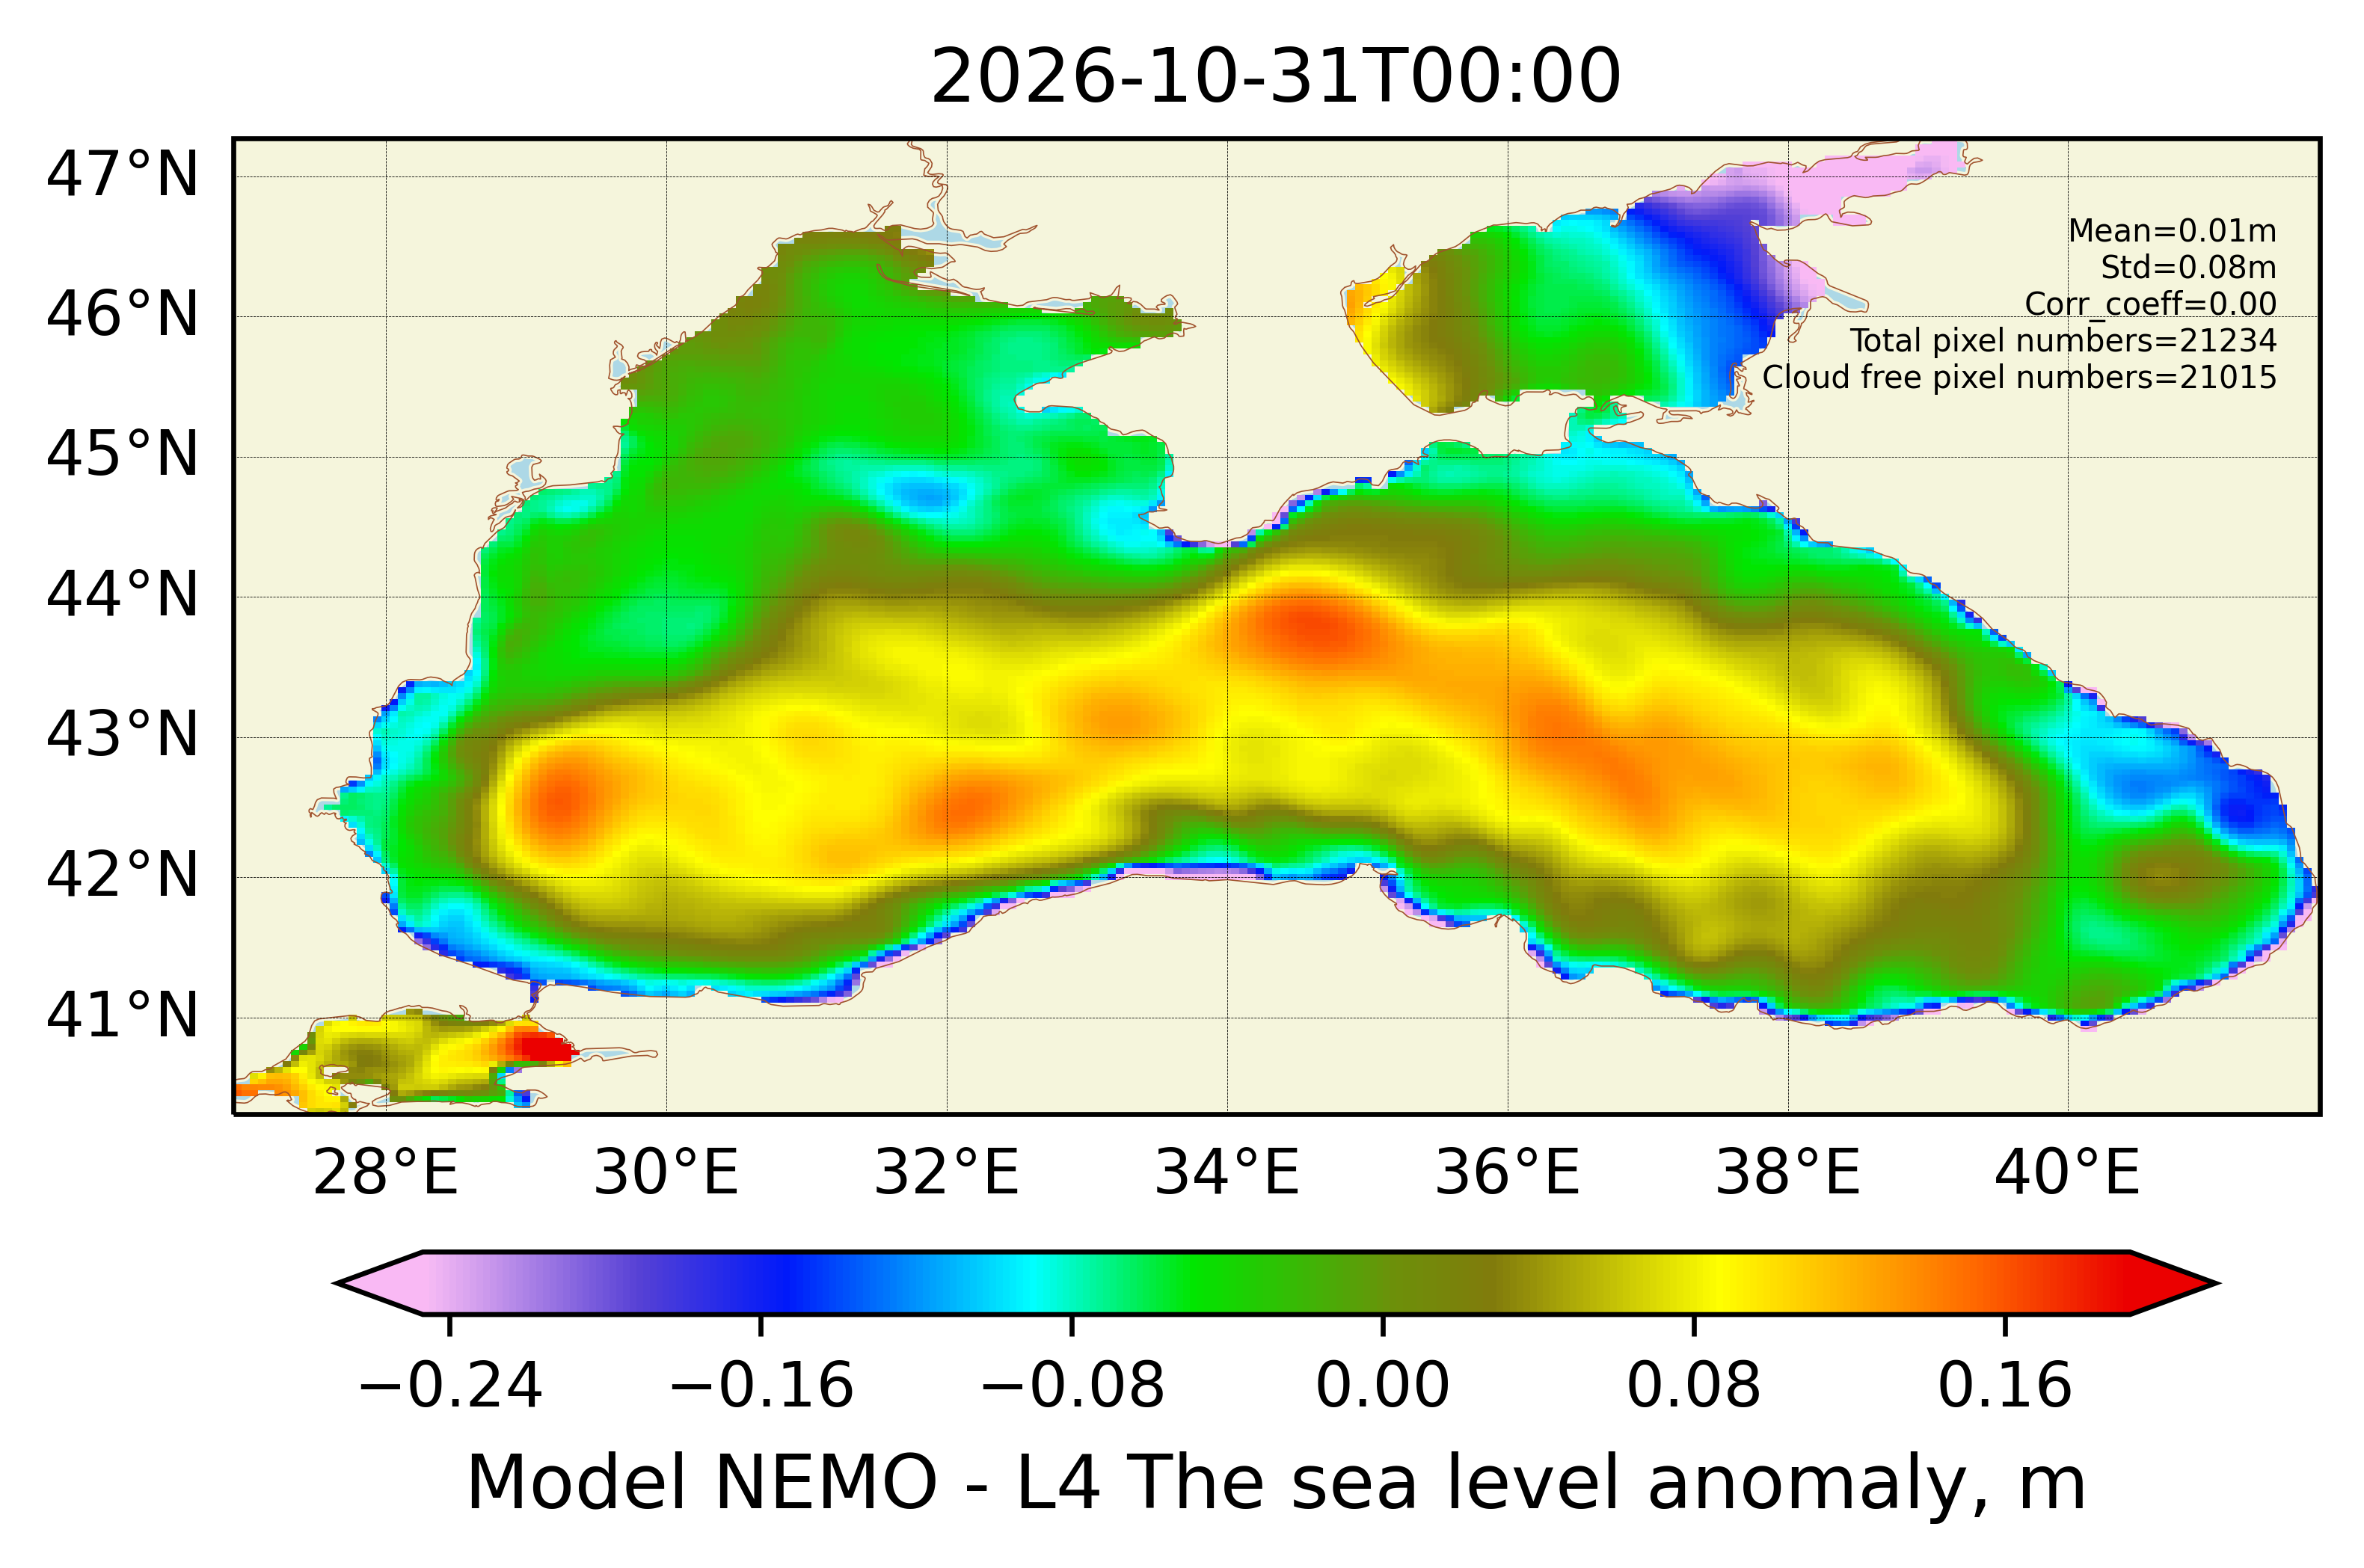 2026-10-31T00:00
47°N
46°N
45°N
44°N
43°N
42°N
41°N
Mean=0.01m
Std=0.08m
Corr_coeff=0.00
Total pixel numbers=21234
Cloud free pixel numbers=21015
28°E 30°E 32°E 34°E 36°E 38°E 40°E
−0.24 −0.16 −0.08 0.00 0.08 0.16
Model NEMO - L4 The sea level anomaly, m